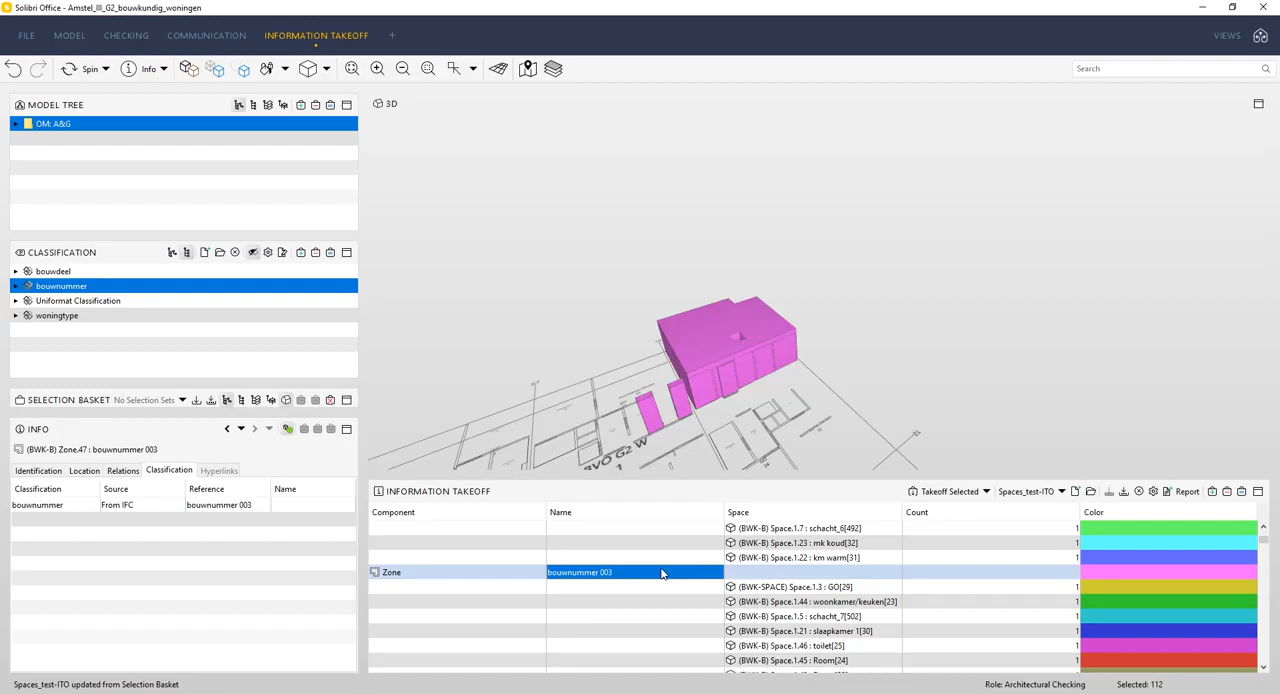 Solibri Office - Amstel_III_G2_bouwkundig_woningen
FILE MODEL CHECKING COMMUNICATION INFORMATION TAKEOFF + VIEWS
Spin Info Search
MODEL TREE
OM: A&G
3D
CLASSIFICATION
bouwdeel
bouwnummer
Uniformat Classification
woningtype
SELECTION BASKET No Selection Sets
INFO
(BWK-B) Zone.47 : bouwnummer 003
Identification Location Relations Classification Hyperlinks
Classification Source Reference Name
bouwnummer From IFC bouwnummer 003
BVO G2 W
INFORMATION TAKEOFF Takeoff Selected Spaces_test-ITO Report
Component Name Space Count Color
(BWK-B) Space.1.7 : schacht_6[492] 1
(BWK-B) Space.1.23 : mk koud[32] 1
(BWK-B) Space.1.22 : km warm[31] 1
Zone bouwnummer 003
(BWK-SPACE) Space.1.3 : GO[29] 1
(BWK-B) Space.1.44 : woonkamer/keuken[23] 1
(BWK-B) Space.1.5 : schacht_7[502] 1
(BWK-B) Space.1.21 : slaapkamer 1[30] 1
(BWK-B) Space.1.46 : toilet[25] 1
(BWK-B) Space.1.45 : Room[24] 1
Spaces_test-ITO updated from Selection Basket Role: Architectural Checking Selected: 112